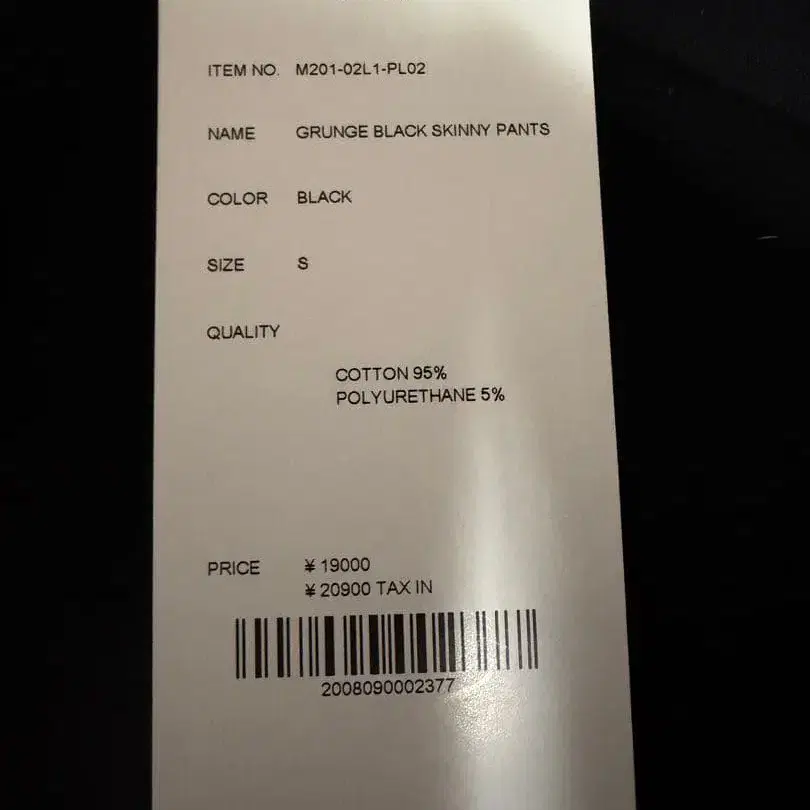 ITEM NO. M201-02L1-PL02
NAME GRUNGE BLACK SKINNY PANTS
COLOR BLACK
SIZE S
QUALITY
COTTON 95%
POLYURETHANE 5%
PRICE ¥ 19000
¥ 20900 TAX IN
2008090002377